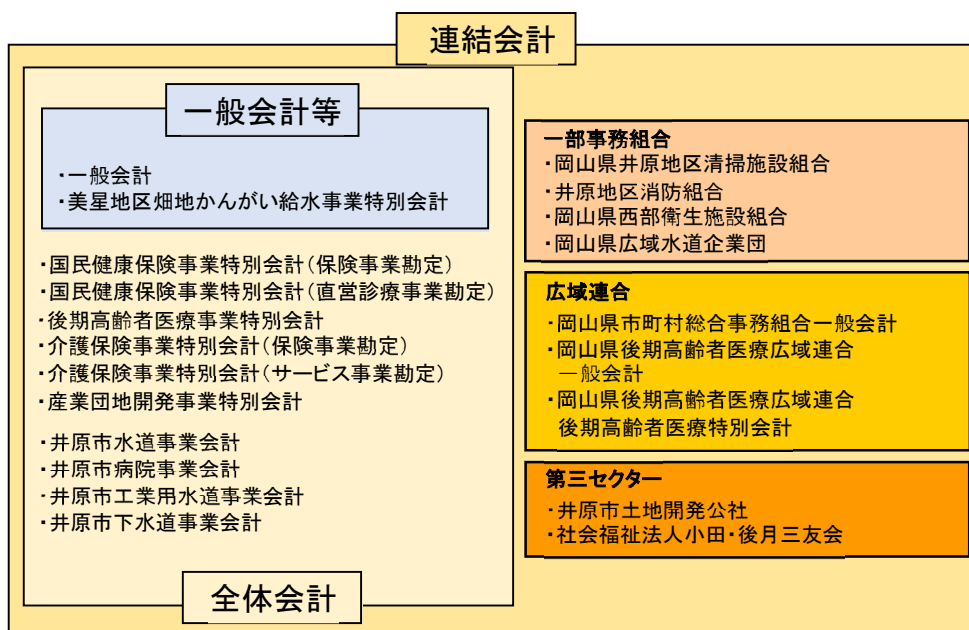 連結会計
一般会計等
・一般会計
・美星地区畑地かんがい給水事業特別会計
・国民健康保険事業特別会計(保険事業勘定)
・国民健康保険事業特別会計(直営診療事業勘定)
・後期高齢者医療事業特別会計
・介護保険事業特別会計(保険事業勘定)
・介護保険事業特別会計(サービス事業勘定)
・産業団地開発事業特別会計
・井原市水道事業会計
・井原市病院事業会計
・井原市工業用水道事業会計
・井原市下水道事業会計
全体会計
一部事務組合
・岡山県井原地区清掃施設組合
・井原地区消防組合
・岡山県西部衛生施設組合
・岡山県広域水道企業団
広域連合
・岡山県市町村総合事務組合一般会計
・岡山県後期高齢者医療広域連合
一般会計
・岡山県後期高齢者医療広域連合
後期高齢者医療特別会計
第三セクター
・井原市土地開発公社
・社会福祉法人小田・後月三友会